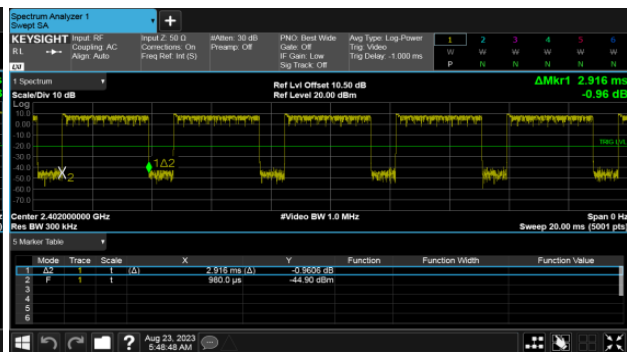 Spectrum Analyzer 1
Swept SA
+
KEYSIGHT Input: RF Input Z: 50 Ω #Atten: 30 dB PNO: Best Wide Avg Type: Log-Power 1 2 3 4 5 6
RL Coupling: AC Corrections: On Preamp: Off Gate: Off Trig: Video W W W W W W
Align: Auto Freq Ref: Int (S) IF Gain: Low Trig Delay: -1.000 ms P N N N N N
Sig Track: Off
LXI
1 Spectrum
Scale/Div 10 dB
Ref Lvl Offset 10.50 dB
Ref Level 20.00 dBm
ΔMkr1 2.916 ms
-0.96 dB
Log
10.0
0.00
-10.0
-20.0
TRIG LVL
-30.0
-40.0
1Δ2
-50.0
X2
-60.0
-70.0
Center 2.402000000 GHz #Video BW 1.0 MHz Span 0 Hz
Res BW 300 kHz Sweep 20.00 ms (5001 pts)
5 Marker Table
Mode Trace Scale X Y Function Function Width Function Value
1 Δ2 1 t (Δ) 2.916 ms (Δ) -0.9606 dB
2 F 1 t 980.0 µs -44.90 dBm
3
4
5
6
? Aug 23, 2023
5:48:48 AM